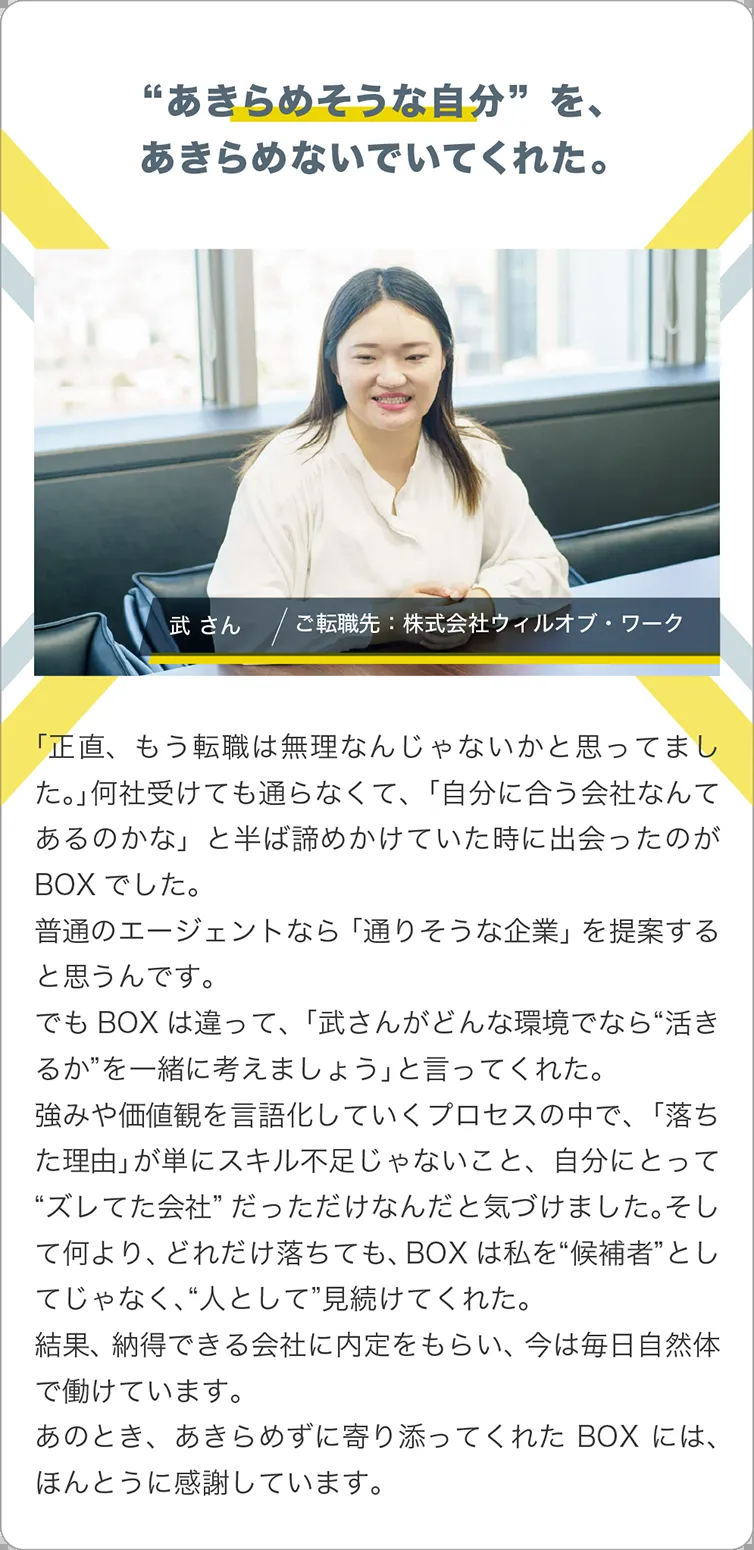 “あきらめそうな自分” を、
あきらめないでいてくれた。
武 さん ／ご転職先：株式会社ウィルオブ・ワーク
「正直、もう転職は無理なんじゃないかと思ってまし
た。」何社受けても通らなくて、「自分に合う会社なんて
あるのかな」と半ば諦めかけていた時に出会ったのが
BOX でした。
普通のエージェントなら「通りそうな企業」を提案する
と思うんです。
でも BOX は違って、「武さんがどんな環境でなら“活き
るか”を一緒に考えましょう」と言ってくれた。
強みや価値観を言語化していくプロセスの中で、「落ち
た理由」が単にスキル不足じゃないこと、自分にとって
“ズレてた会社” だっただけなんだと気づけました。そし
て何より、どれだけ落ちても、BOX は私を“候補者”とし
てじゃなく、“人として”見続けてくれた。
結果、納得できる会社に内定をもらい、今は毎日自然体
で働けています。
あのとき、あきらめずに寄り添ってくれた BOX には、
ほんとうに感謝しています。